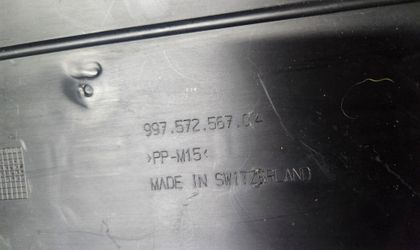 997.572.567.04
>PP-M15<
MADE IN SWITZERLAND